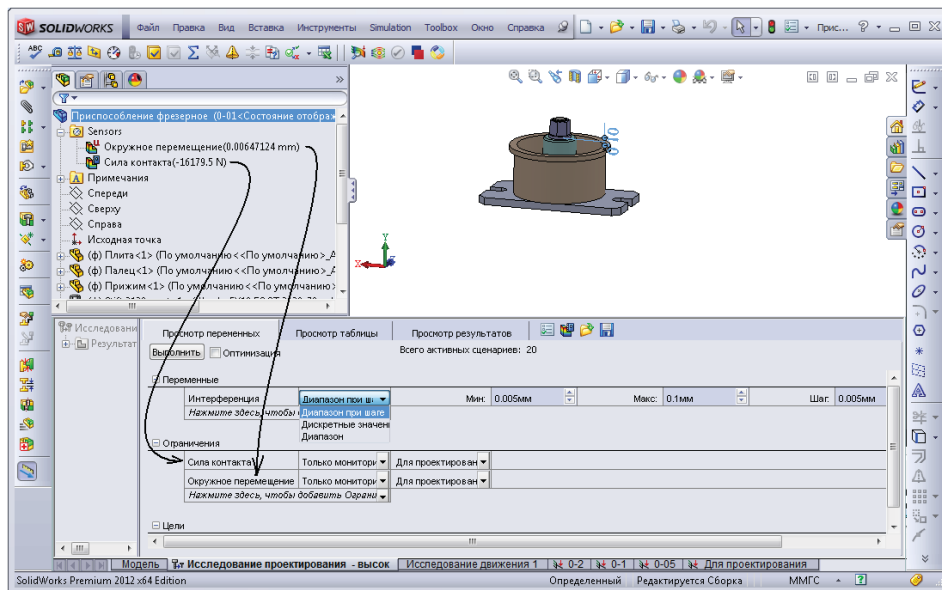 SOLIDWORKS Файл Правка Вид Вставка Инструменты Simulation Toolbox Окно Справка Прис...
ABC
Приспособление фрезерное (0-01<Состояние отображ
Sensors
Окружное перемещение(0.00647124 mm)
Сила контакта(-16179.5 N)
Примечания
Спереди
Сверху
Справа
Исходная точка
(ф) Плита<1> (По умолчанию<<По умолчанию>_А
(ф) Палец<1> (По умолчанию<<По умолчанию>_
(ф) Прижим<1> (По умолчанию<<По умолчанию>
0,10
Y
X
Исследовани
Результат
Просмотр переменных Просмотр таблицы Просмотр результатов
Выполнить Оптимизация Всего активных сценариев: 20
Переменные
Интерференция Диапазон при ш Мин: 0.005мм Макс: 0.1мм Шаг: 0.005мм
Нажмите здесь, чтобы Диапазон при шаге
Дискретные значен
Диапазон
Ограничения
Сила контакта Только монитори Для проектирован
Окружное перемещение Только монитори Для проектирован
Нажмите здесь, чтобы добавить Ограни
Цели
Модель Исследование проектирования - высок Исследование движения 1 0-2 0-1 0-05 Для проектирования
SolidWorks Premium 2012 x64 Edition Определенный Редактируется Сборка ММГС